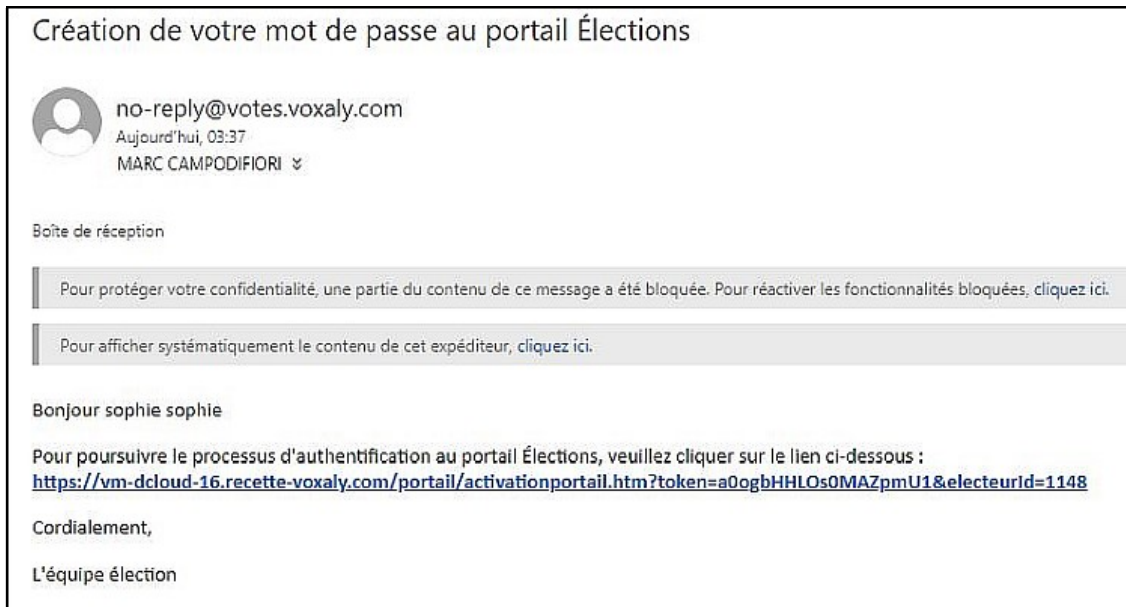 Création de votre mot de passe au portail Élections
no-reply@votes.voxaly.com
Aujourd'hui, 03:37
MARC CAMPODIFIORI
Boîte de réception
Pour protéger votre confidentialité, une partie du contenu de ce message a été bloquée. Pour réactiver les fonctionnalités bloquées, cliquez ici.
Pour afficher systématiquement le contenu de cet expéditeur, cliquez ici.
Bonjour sophie sophie
Pour poursuivre le processus d'authentification au portail Élections, veuillez cliquer sur le lien ci-dessous :
https://vm-dcloud-16.recette-voxaly.com/portail/activationportail.htm?token=a0ogbHHLOs0MAZpmU1&electeurId=1148
Cordialement,
L'équipe élection